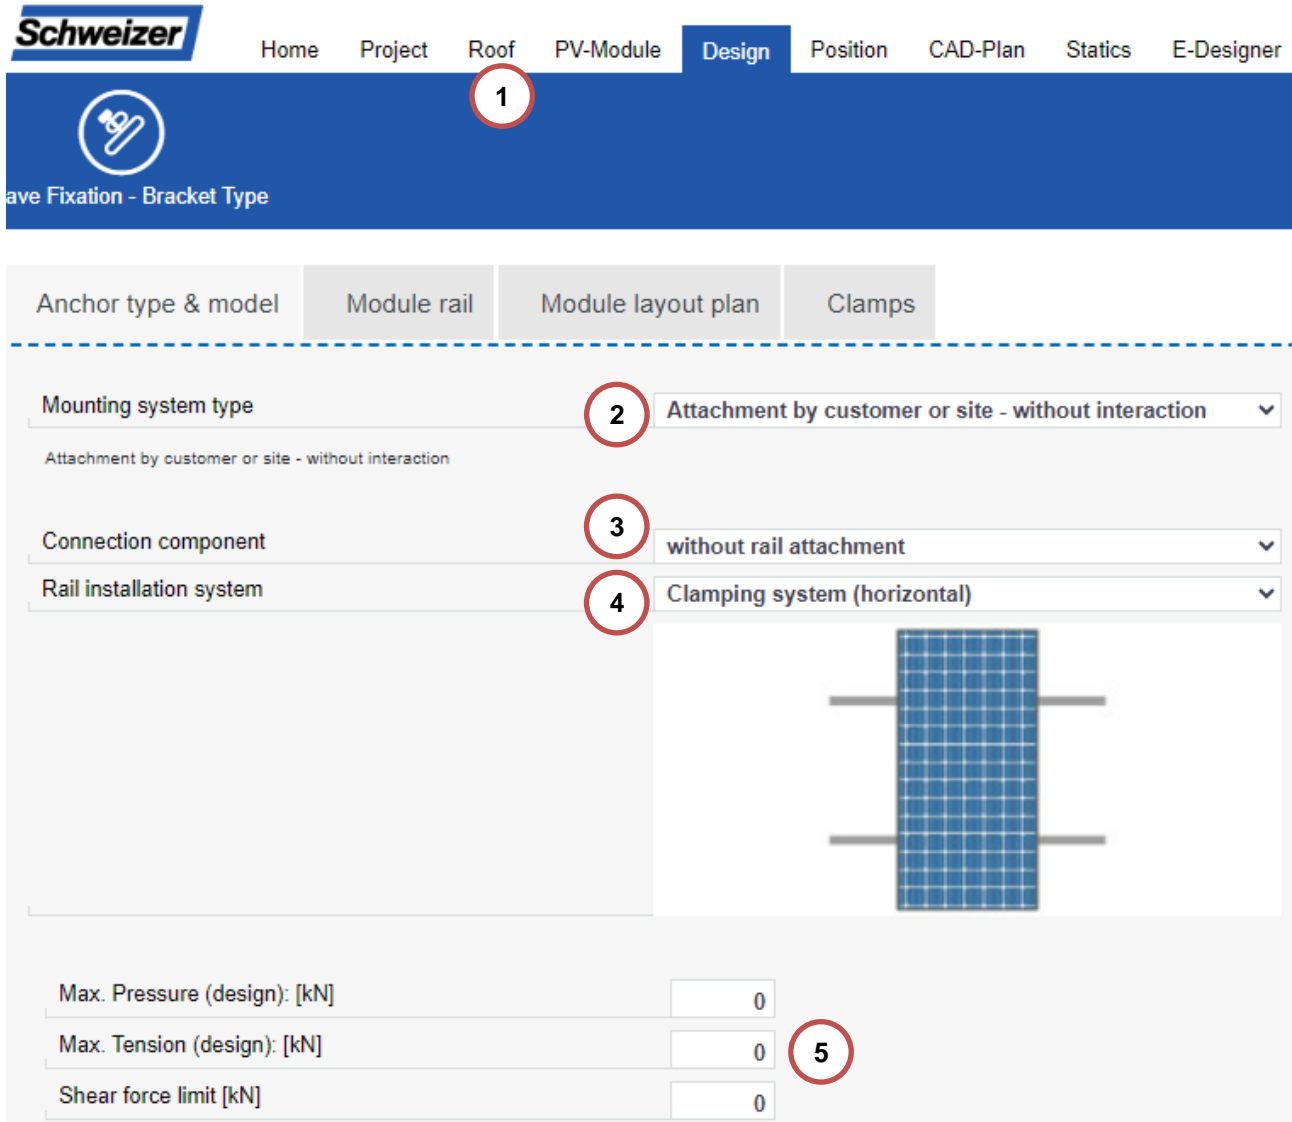 Schweizer
Home Project Roof PV-Module Design Position CAD-Plan Statics E-Designer
1
ave Fixation - Bracket Type
Anchor type & model Module rail Module layout plan Clamps
Mounting system type 2 Attachment by customer or site - without interaction
Attachment by customer or site - without interaction
3
Connection component without rail attachment
Rail installation system 4 Clamping system (horizontal)
Max. Pressure (design): [kN] 0
Max. Tension (design): [kN] 0 5
Shear force limit [kN] 0